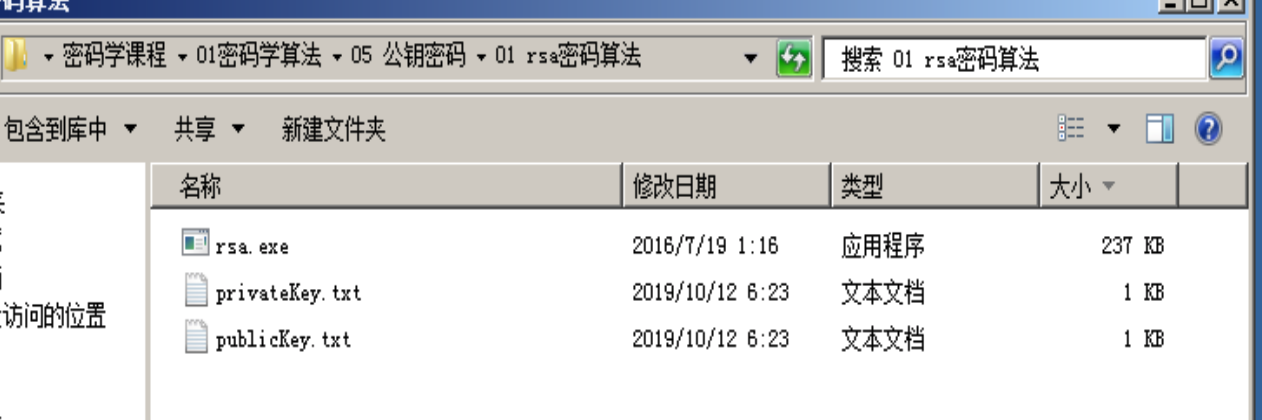 码算法
密码学课程 01密码学算法 05 公钥密码 01 rsa密码算法 搜索 01 rsa密码算法
包含到库中 共享 新建文件夹
名称 修改日期 类型 大小
rsa.exe 2016/7/19 1:16 应用程序 237 KB
privateKey.txt 2019/10/12 6:23 文本文档 1 KB
访问的位置
publicKey.txt 2019/10/12 6:23 文本文档 1 KB